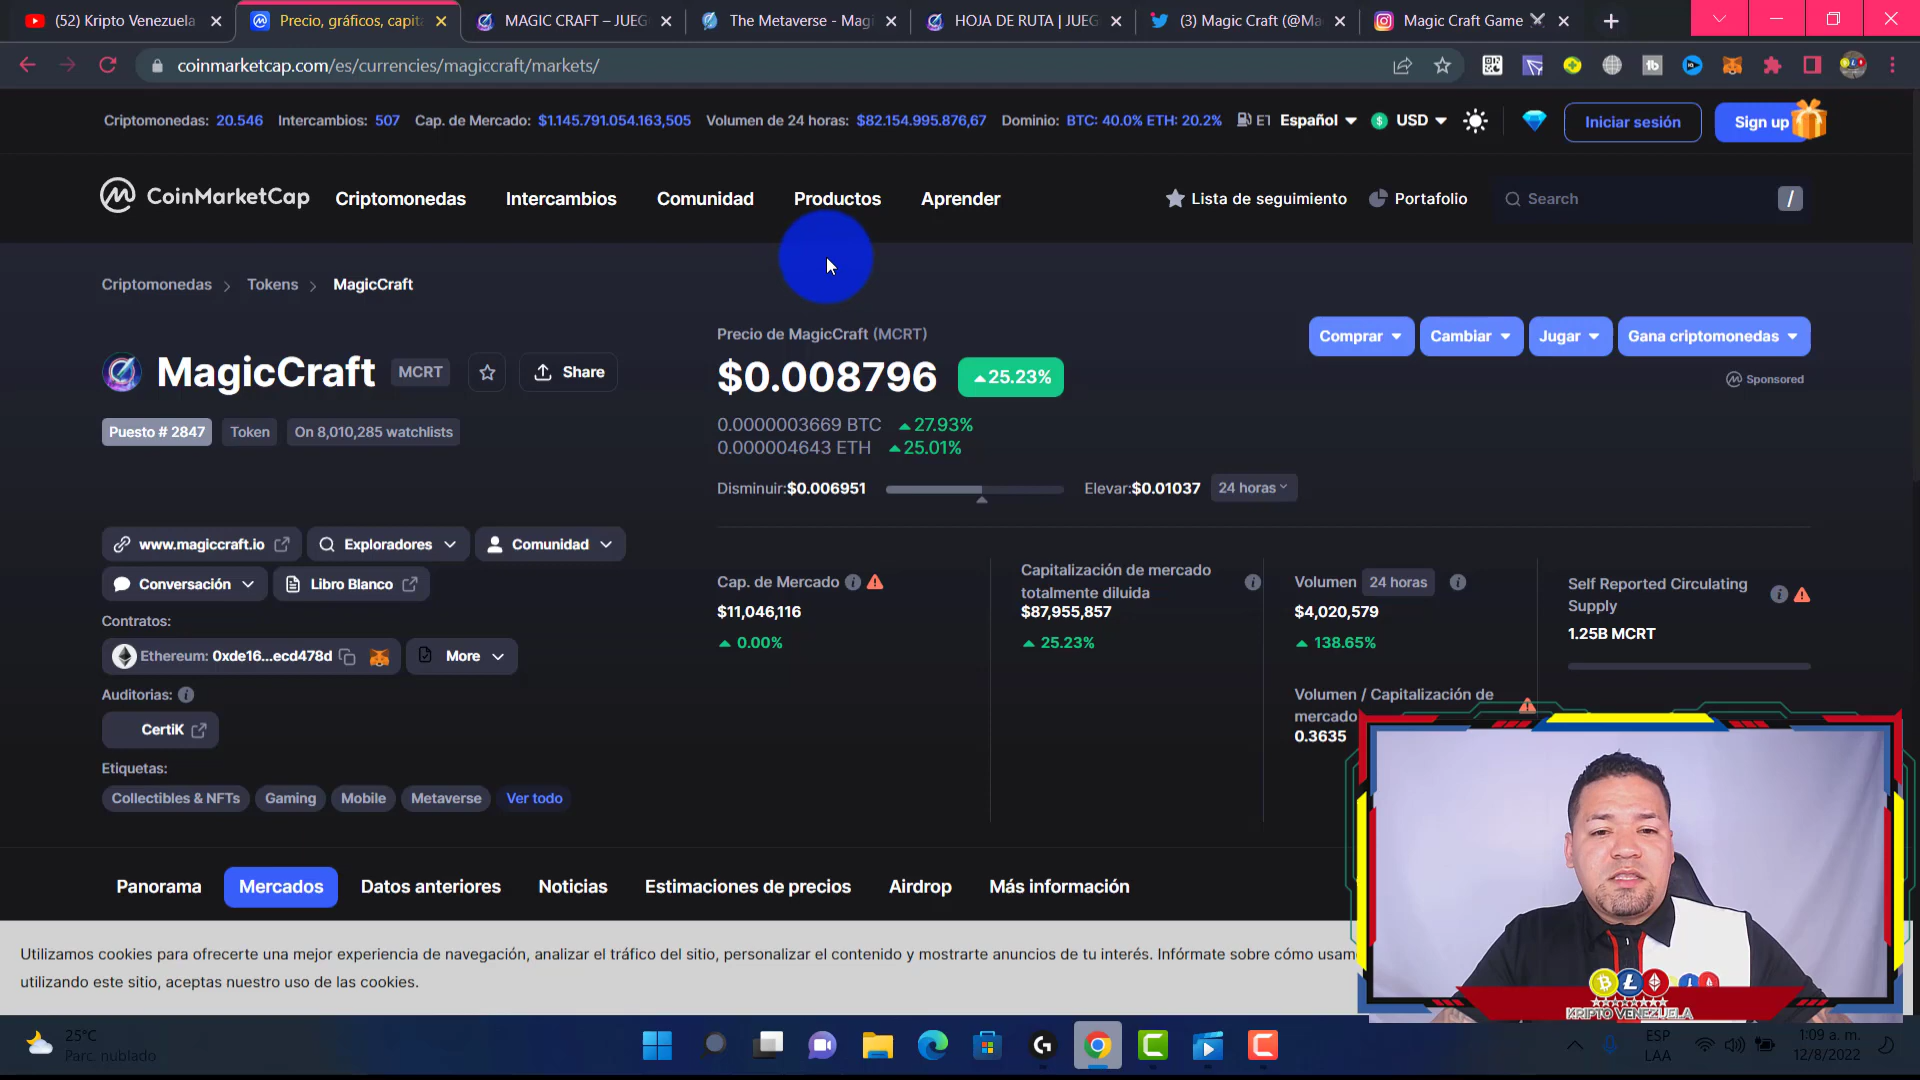 (52) Kripto Venezuela
Precio, gráficos, capita
MAGIC CRAFT – JUEG
The Metaverse - Magi
HOJA DE RUTA | JUEG
(3) Magic Craft (@Ma
Magic Craft Game
coinmarketcap.com/es/currencies/magiccraft/markets/
Criptomonedas: 20.546 Intercambios: 507 Cap. de Mercado: $1.145.791.054.163,505 Volumen de 24 horas: $82.154.995.876,67 Dominio: BTC: 40.0% ETH: 20.2% ET Español USD Iniciar sesión Sign up
CoinMarketCap Criptomonedas Intercambios Comunidad Productos Aprender Lista de seguimiento Portafolio Search /
Criptomonedas > Tokens > MagicCraft
Precio de MagicCraft (MCRT)
Comprar Cambiar Jugar Gana criptomonedas
MagicCraft MCRT Share
$0.008796 25.23%
Sponsored
Puesto # 2847 Token On 8,010,285 watchlists
0.0000003669 BTC 27.93%
0.000004643 ETH 25.01%
Disminuir:$0.006951 Elevar:$0.01037 24 horas
www.magiccraft.io Exploradores Comunidad
Conversación Libro Blanco
Contratos:
Ethereum: 0xde16...ecd478d More
Auditorias:
CertiK
Etiquetas:
Collectibles & NFTs Gaming Mobile Metaverse Ver todo
Cap. de Mercado
$11,046,116
0.00%
Capitalización de mercado
totalmente diluida
$87,955,857
25.23%
Volumen 24 horas
$4,020,579
138.65%
Volumen / Capitalización de
mercado
0.3635
Self Reported Circulating
Supply
1.25B MCRT
Panorama Mercados Datos anteriores Noticias Estimaciones de precios Airdrop Más información
Utilizamos cookies para ofrecerte una mejor experiencia de navegación, analizar el tráfico del sitio, personalizar el contenido y mostrarte anuncios de tu interés. Infórmate sobre cómo usam
utilizando este sitio, aceptas nuestro uso de las cookies.
KRIPTO VENEZUELA
25°C
Parc. nublado
ESP
LAA
1:09 a. m.
12/8/2022